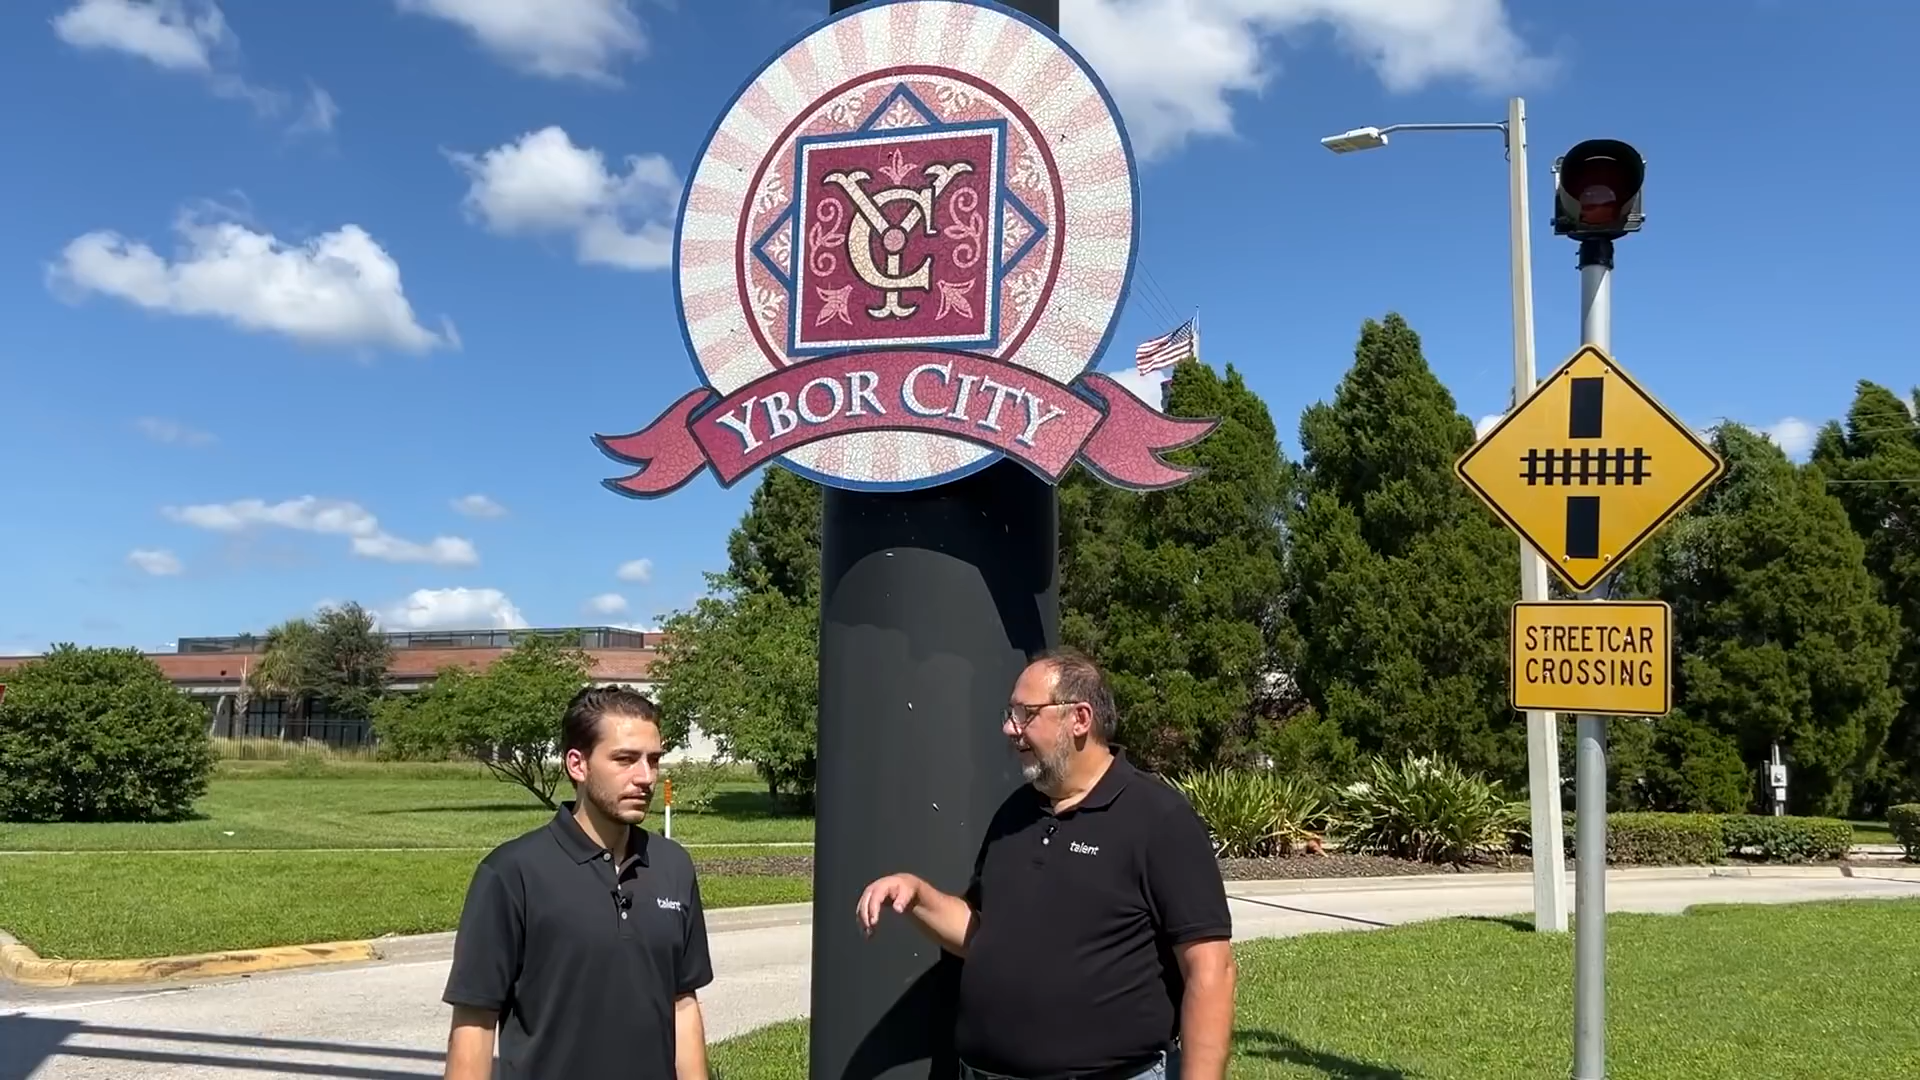 YC
YBOR CITY
STREETCAR
CROSSING
talent
talent